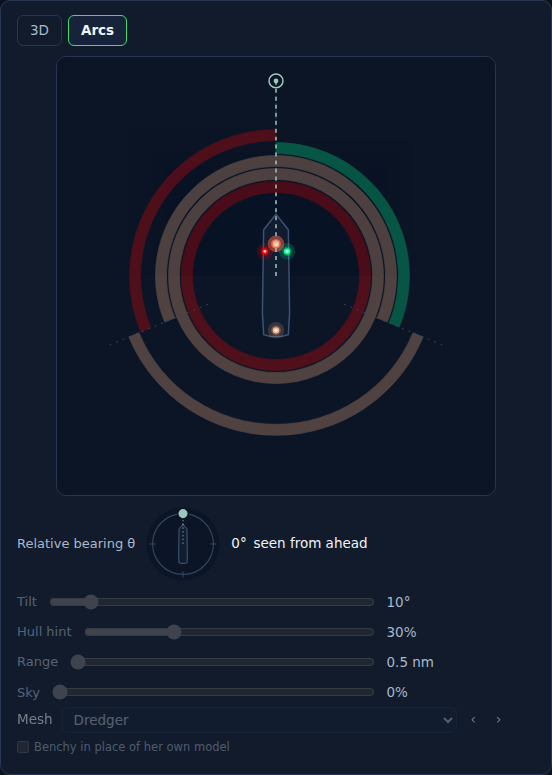 3D Arcs
Relative bearing θ 0° seen from ahead
Tilt 10°
Hull hint 30%
Range 0.5 nm
Sky 0%
Mesh Dredger ‹ ›
Benchy in place of her own model